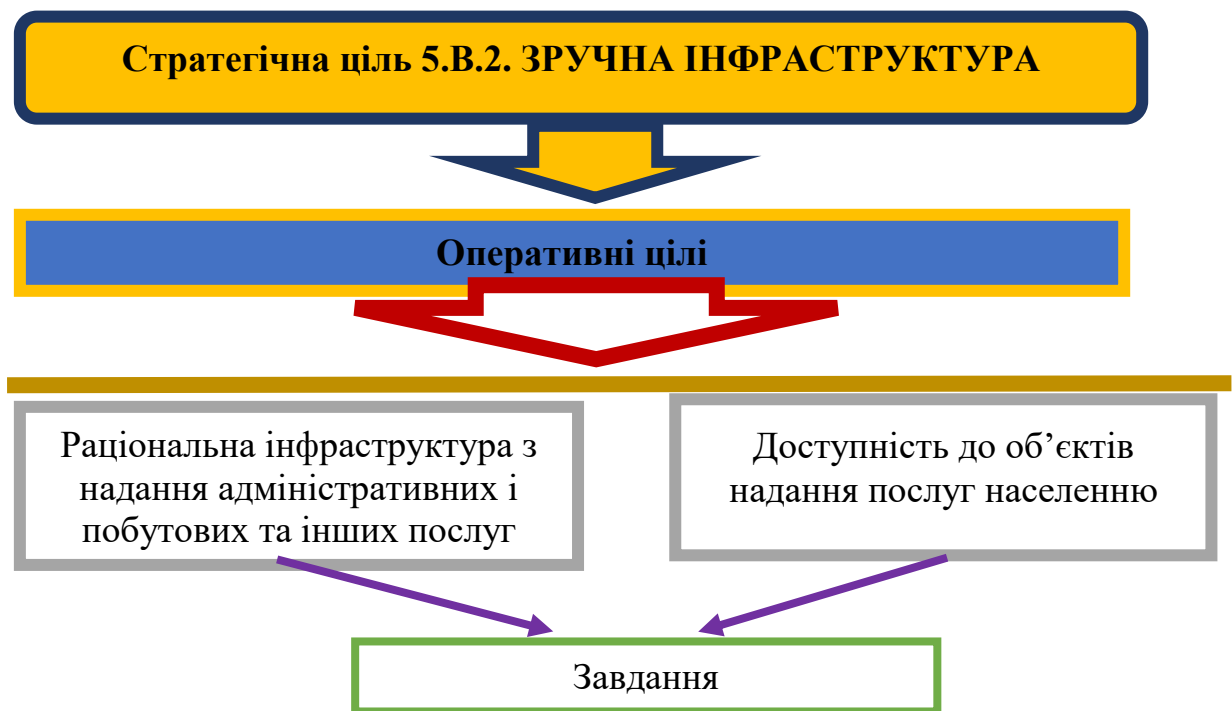 Стратегічна ціль 5.В.2. ЗРУЧНА ІНФРАСТРУКТУРА
Оперативні цілі
Раціональна інфраструктура з
надання адміністративних і
побутових та інших послуг
Доступність до об’єктів
надання послуг населенню
Завдання